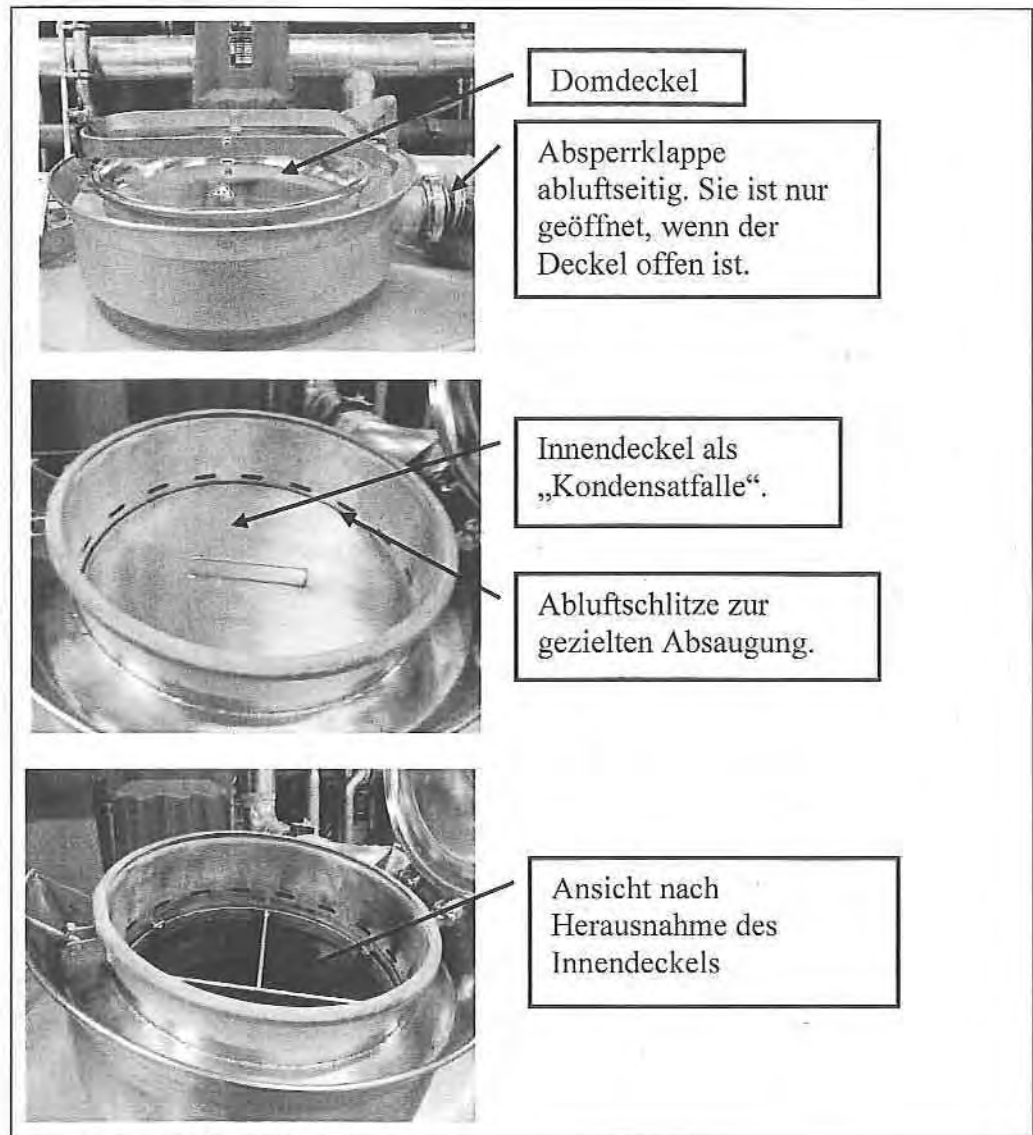 Domdeckel
Absperrklappe
abluftseitig. Sie ist nur
geöffnet, wenn der
Deckel offen ist.
Innendeckel als
„Kondensatfalle“.
Abluftschlitze zur
gezielten Absaugung.
Ansicht nach
Herausnahme des
Innendeckels